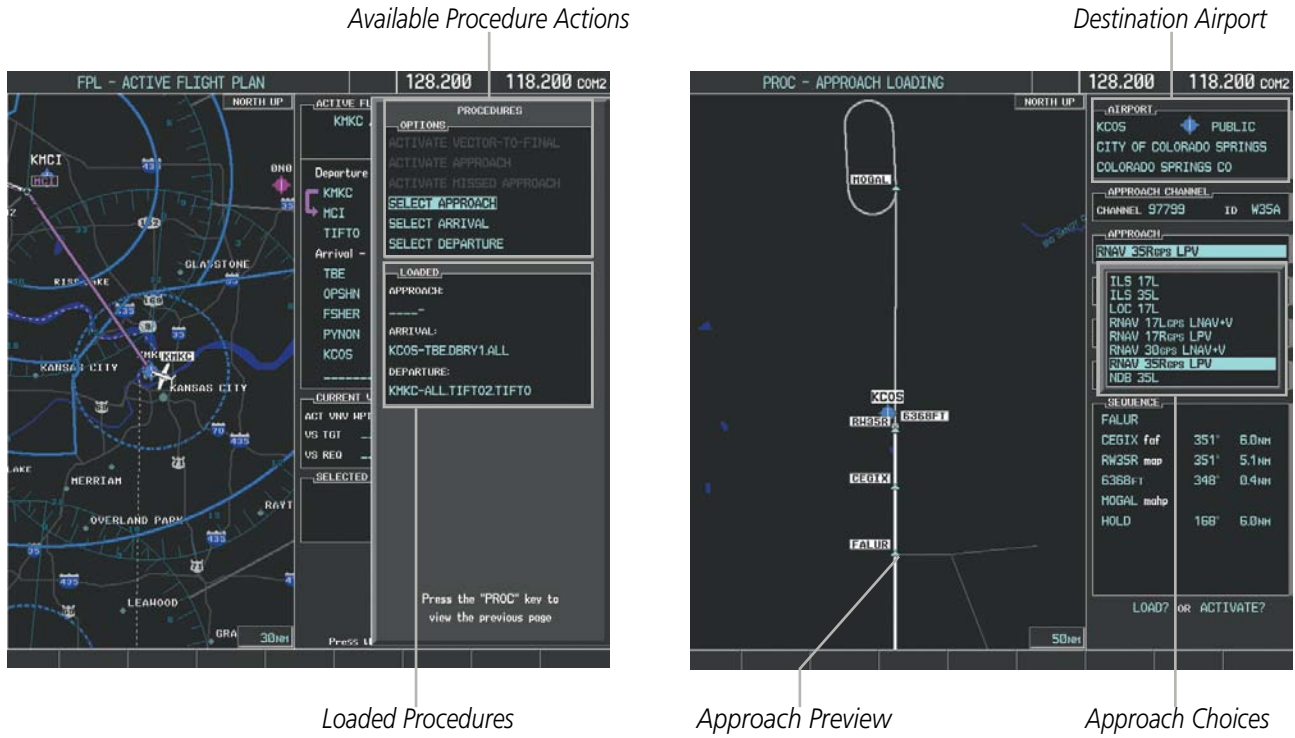 Available Procedure Actions
Destination Airport
FPL - ACTIVE FLIGHT PLAN
128.200 118.200 COM2
NORTH UP
KMCI
MCI
GLADSTONE
KMKC
KANSAS CITY
KANSAS CITY
MERRIAM
OVERLAND PARK
LEAWOOD
435
435
70
435
35
435
30NM
ACTIVE FL
KMKC
Departure
KMKC
MCI
TIFTO
Arrival -
TBE
OPSHN
FSHER
PYNON
KCOS
CURRENT V
ACT VNV WPT
VS TGT
VS REQ
SELECTED
PROCEDURES
OPTIONS
ACTIVATE VECTOR-TO-FINAL
ACTIVATE APPROACH
ACTIVATE MISSED APPROACH
SELECT APPROACH
SELECT ARRIVAL
SELECT DEPARTURE
LOADED
APPROACH:
____-
ARRIVAL:
KCOS-TBE.DBRY1.ALL
DEPARTURE:
KMKC-ALL.TIFTO2.TIFTO
Press the "PROC" key to
view the previous page
PROC - APPROACH LOADING
128.200 118.200 COM2
NORTH UP
MOGAL
KCOS
RW35R 6368FT
CEGIX
FALUR
50NM
AIRPORT
KCOS PUBLIC
CITY OF COLORADO SPRINGS
COLORADO SPRINGS CO
APPROACH CHANNEL
CHANNEL 97799 ID W35A
APPROACH
RNAV 35RGPS LPV
ILS 17L
ILS 35L
LOC 17L
RNAV 17LGPS LNAV+V
RNAV 17RGPS LPV
RNAV 30GPS LNAV+V
RNAV 35RGPS LPV
NDB 35L
SEQUENCE
FALUR
CEGIX faf 351° 6.0NM
RW35R map 351° 5.1NM
6368FT 348° 0.4NM
MOGAL mahp
HOLD 168° 6.0NM
LOAD? OR ACTIVATE?
Loaded Procedures
Approach Preview
Approach Choices